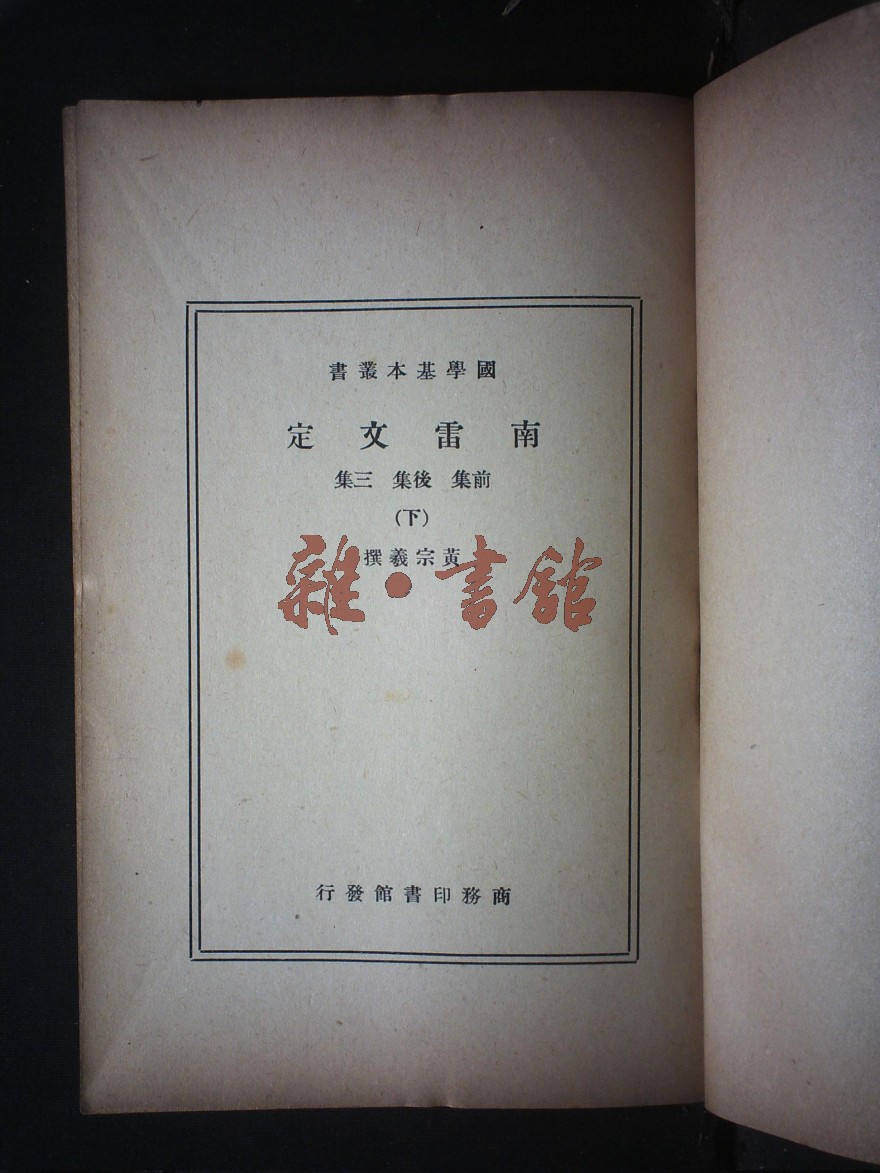 國學基本叢書
南雷文定
前集 後集 三集
(下)
黃宗羲撰
雜·書館
商務印書館發行